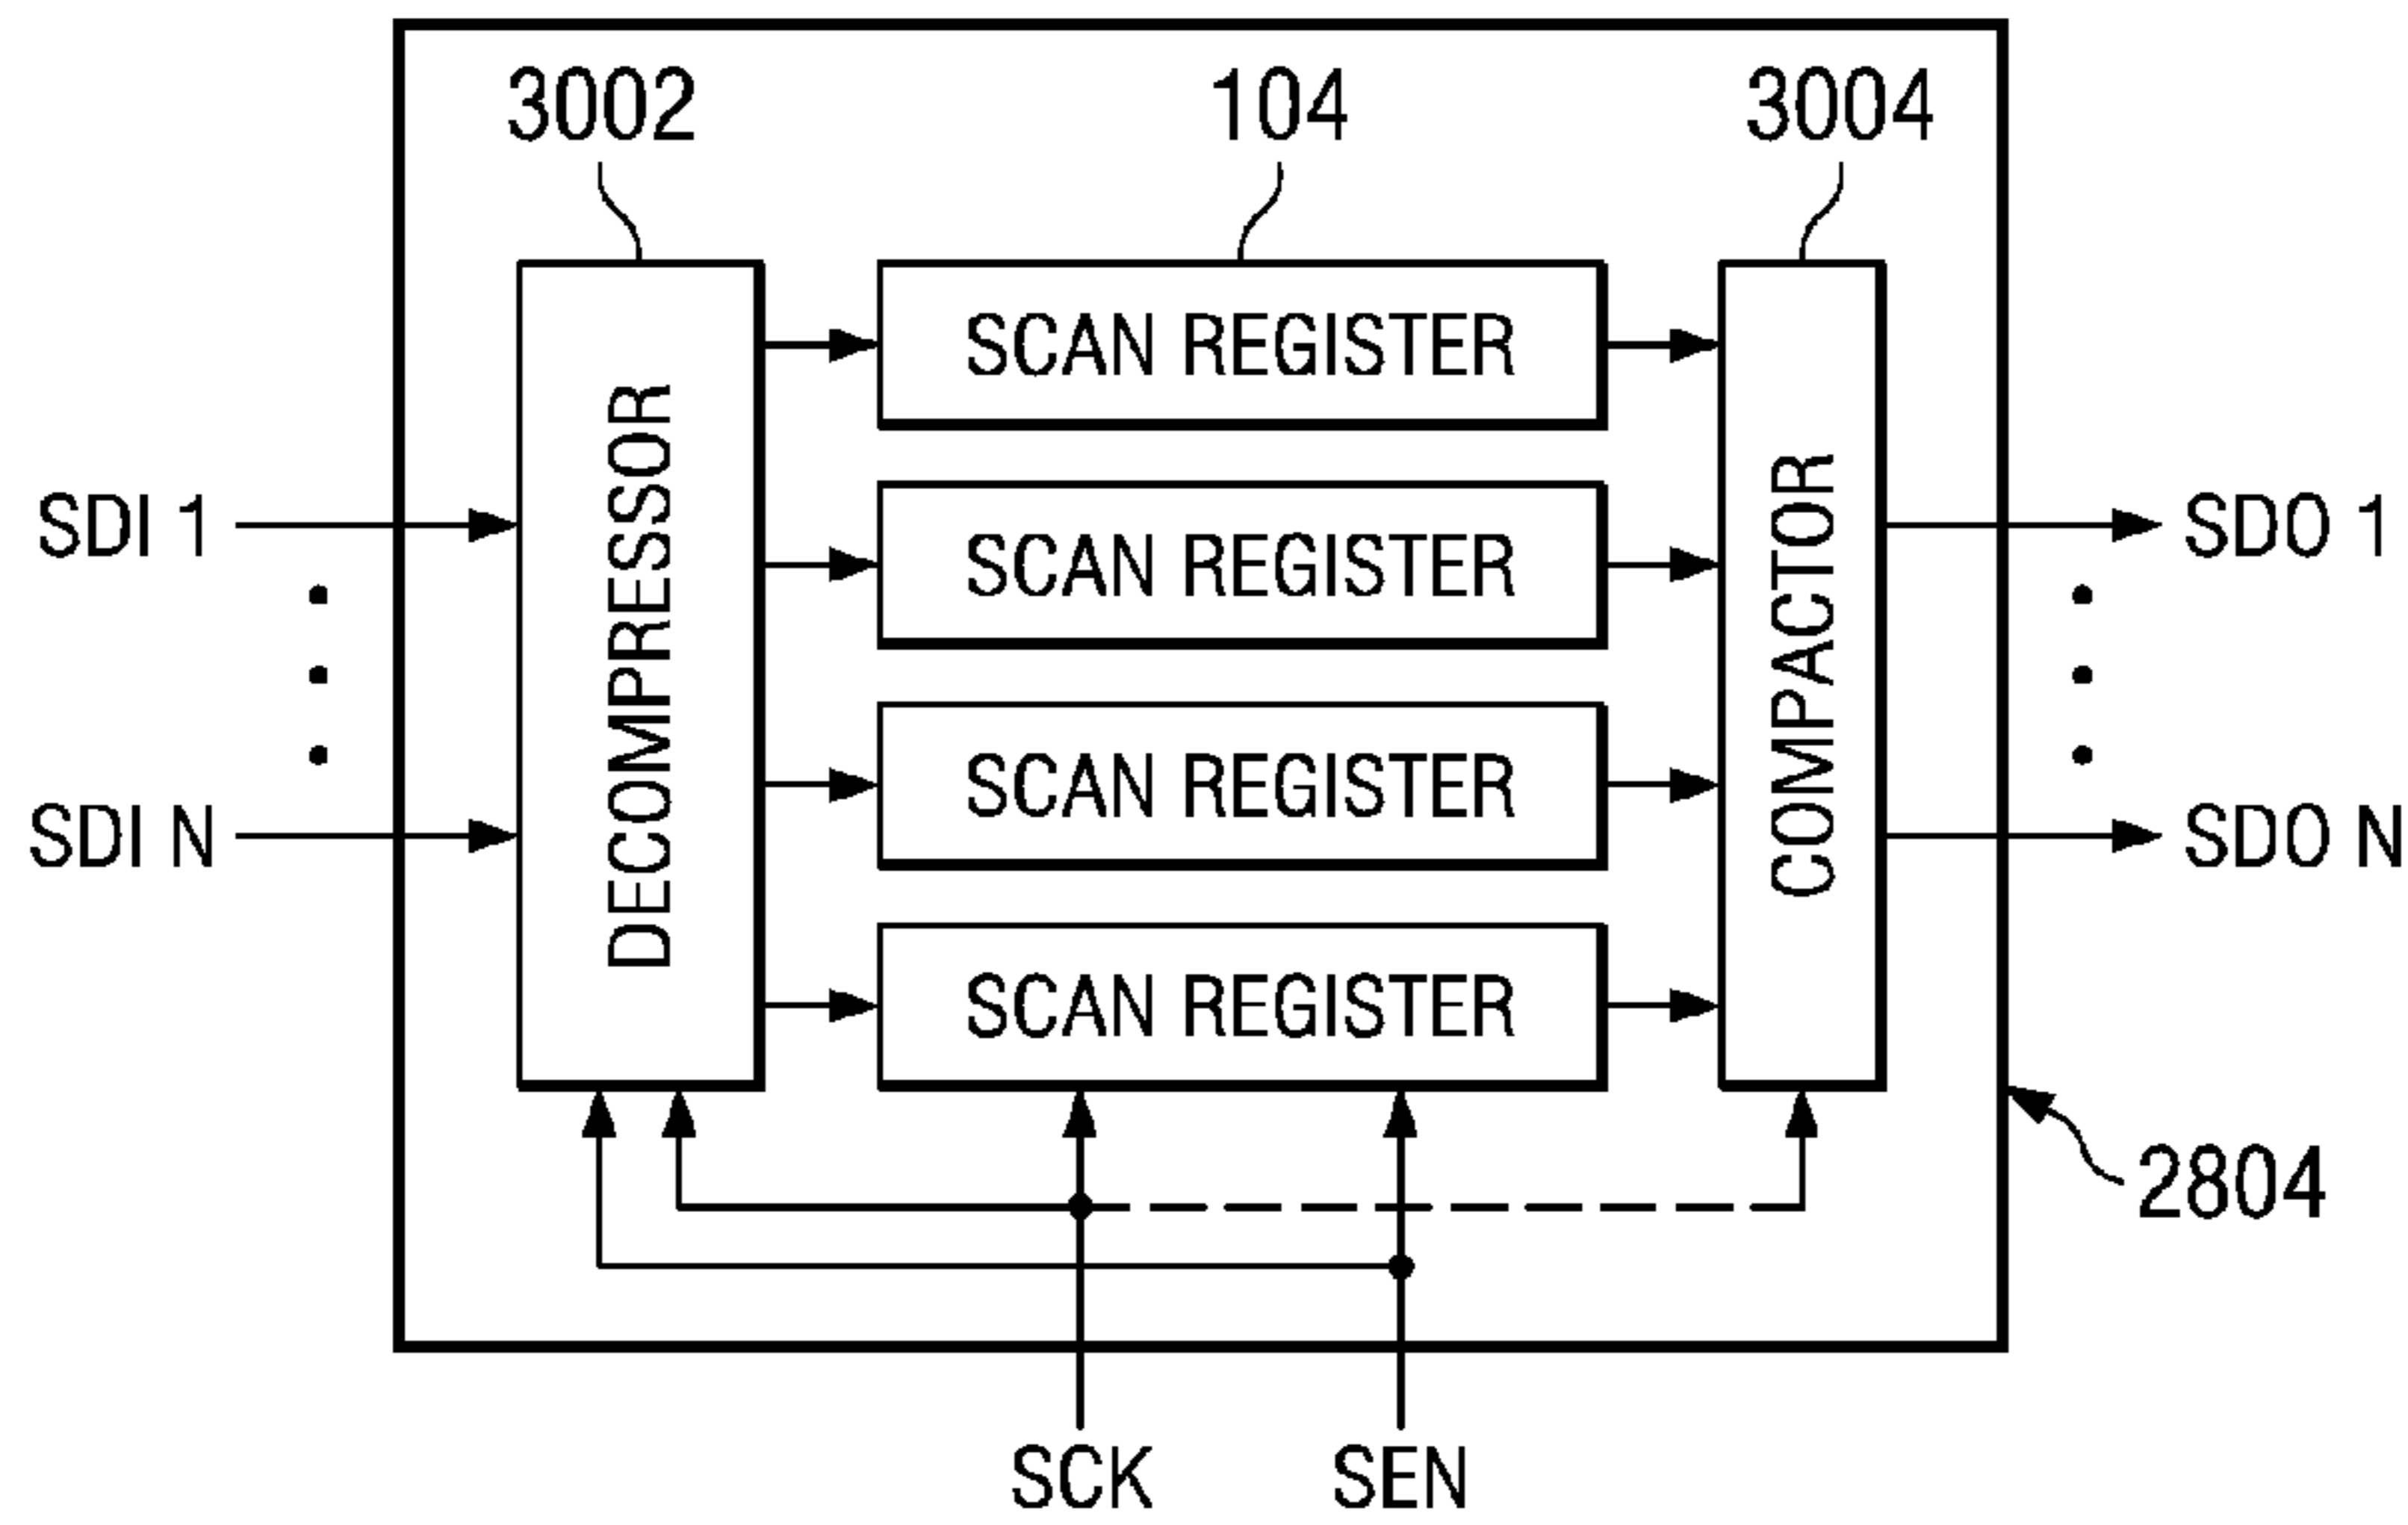 3002
104
3004
SCAN REGISTER
SCAN REGISTER
SCAN REGISTER
SCAN REGISTER
DECOMPRESSOR
COMPACTOR
SDI 1
SDI N
SDO 1
SDO N
2804
SCK
SEN